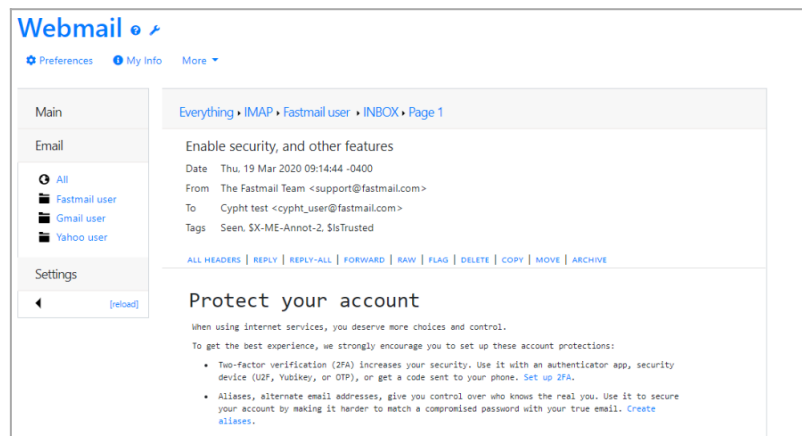 Webmail
Preferences My Info More
Main
Email
All
Fastmail user
Gmail user
Yahoo user
Settings
[reload]
Everything › IMAP › Fastmail user › INBOX › Page 1
Enable security, and other features
Date Thu, 19 Mar 2020 09:14:44 -0400
From The Fastmail Team <support@fastmail.com>
To Cypht test <cypht_user@fastmail.com>
Tags Seen, $X-ME-Annot-2, $IsTrusted
ALL HEADERS | REPLY | REPLY-ALL | FORWARD | RAW | FLAG | DELETE | COPY | MOVE | ARCHIVE
Protect your account
When using internet services, you deserve more choices and control.
To get the best experience, we strongly encourage you to set up these account protections:
• Two-factor verification (2FA) increases your security. Use it with an authenticator app, security
device (U2F, Yubikey, or OTP), or get a code sent to your phone. Set up 2FA.
• Aliases, alternate email addresses, give you control over who knows the real you. Use it to secure
your account by making it harder to match a compromised password with your true email. Create
aliases.